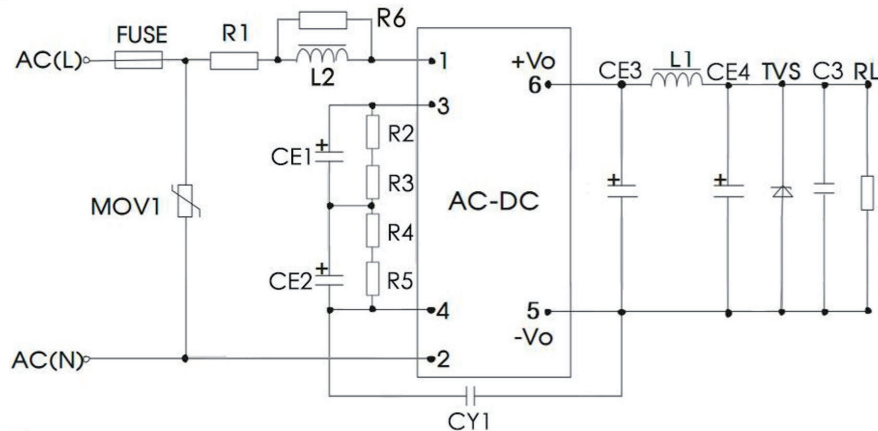 AC(L)
FUSE
R1
R6
L2
1
+Vo
6
CE3
L1
CE4
TVS
C3
RL
3
R2
CE1
+
R3
MOV1
AC-DC
+
+
R4
CE2
+
R5
4
5
-Vo
AC(N)
2
CY1